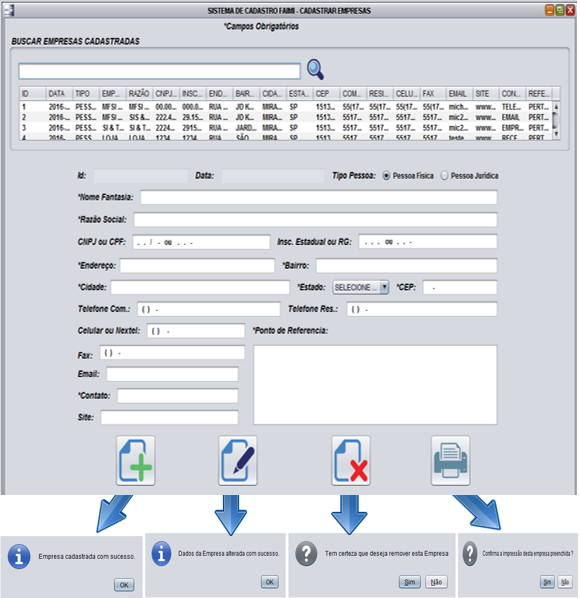 SISTEMA DE CADASTRO FAIMI - CADASTRAR EMPRESAS
*Campos Obrigatórios
BUSCAR EMPRESAS CADASTRADAS
ID DATA TIPO EMP... RAZÃO CNPJ... INSC... END... BAIR... CIDA... ESTA... CEP COM... RESI... CELU... FAX EMAIL SITE CON... REFE...
1 2016-... PESS... MFSI ... MFSI ... 00.00... 000.0... RUA ... JD K... MIRA... SP 1513... 55(17... 55(17... 55(17... 55(17... mich... www... TELE... PERT...
2 2016-... PESS... MFSI ... SIS &... 222.4... 29.15... RUA ... JD K... MIRA... SP 1513... 5517... 5517... 5517... 5517... mic2... www... EMAIL PERT...
3 2016-... PESS... SI & T... SI & T... 222.4... 2915... RUA ... JARD... MIRA... SP 1513... 5517... 5517... 5517... 5517... mic2... www... EMPR... PERT...
4 2016-... PESS... LOJA LOJA 1234 1234 RUA SÃO MIRA SP 1513 5517 5517 5517 5517 teste www RECE PERT
Id: Data: Tipo Pessoa: Pessoa Física Pessoa Jurídica
*Nome Fantasia:
*Razão Social:
CNPJ ou CPF: . . / - ou . . . - Insc. Estadual ou RG: . . . ou . . -
*Endereço: *Bairro:
*Cidade: *Estado: SELECIONE... *CEP: -
Telefone Com.: ( ) - Telefone Res.: ( ) -
Celular ou Nextel: ( ) - *Ponto de Referencia:
Fax: ( ) -
Email:
*Contato:
Site:
Empresa cadastrada com sucesso.
OK
Dados da Empresa alterada com sucesso.
OK
Tem certeza que deseja remover esta Empresa
Sim Não
Confirma a impressão desta empresa preenchida ?
Sim Não